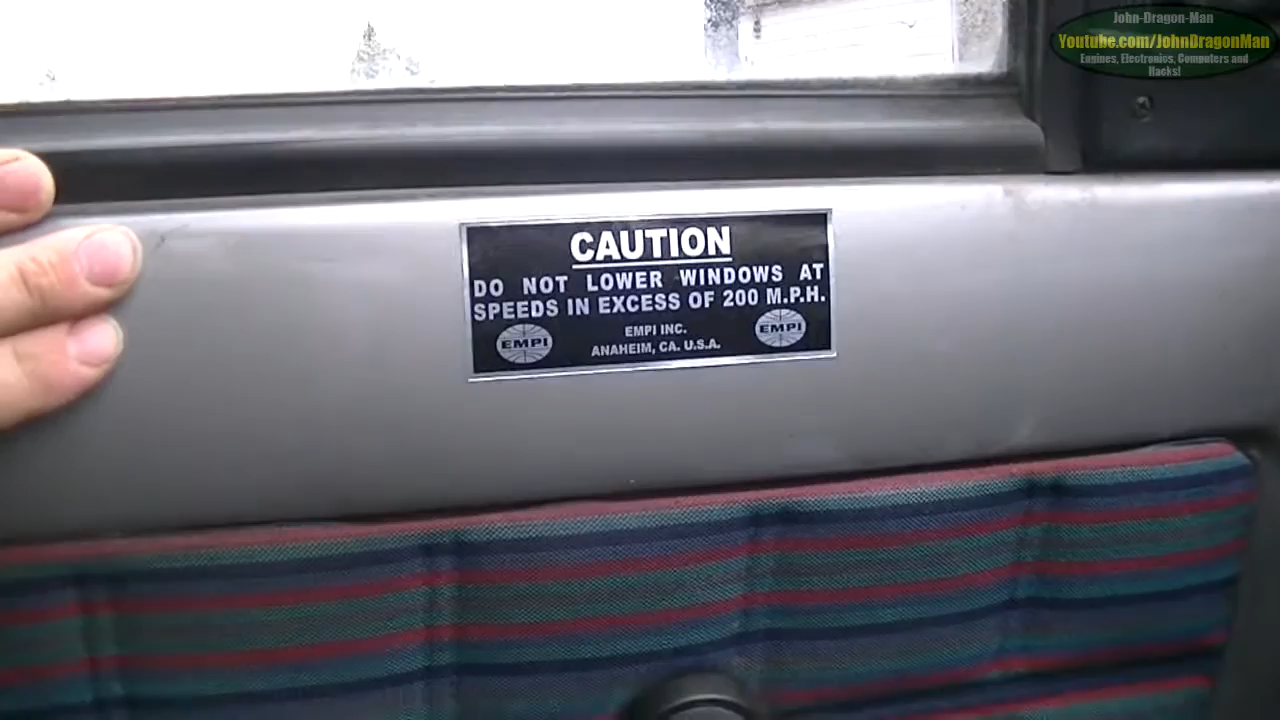 John-Dragon-Man
Youtube.com/JohnDragonMan
Engines, Electronics, Computers and
Hacks!
CAUTION
DO NOT LOWER WINDOWS AT
SPEEDS IN EXCESS OF 200 M.P.H.
EMPI INC.
ANAHEIM, CA. U.S.A.
EMPI
EMPI